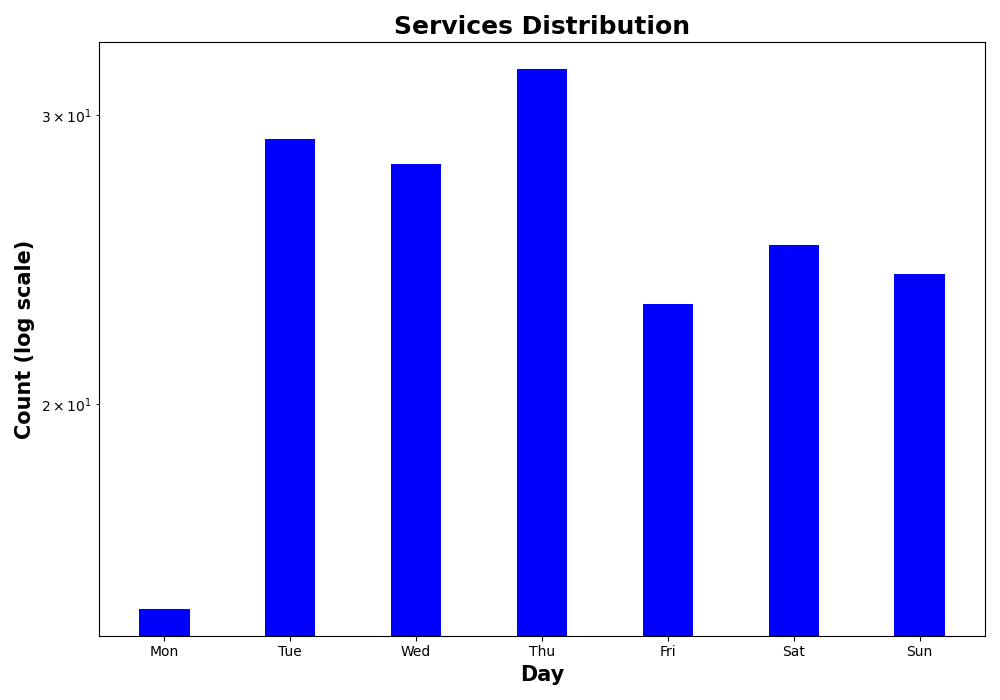 Services Distribution
Count (log scale)
3 × 10¹
2 × 10¹
Mon Tue Wed Thu Fri Sat Sun
Day